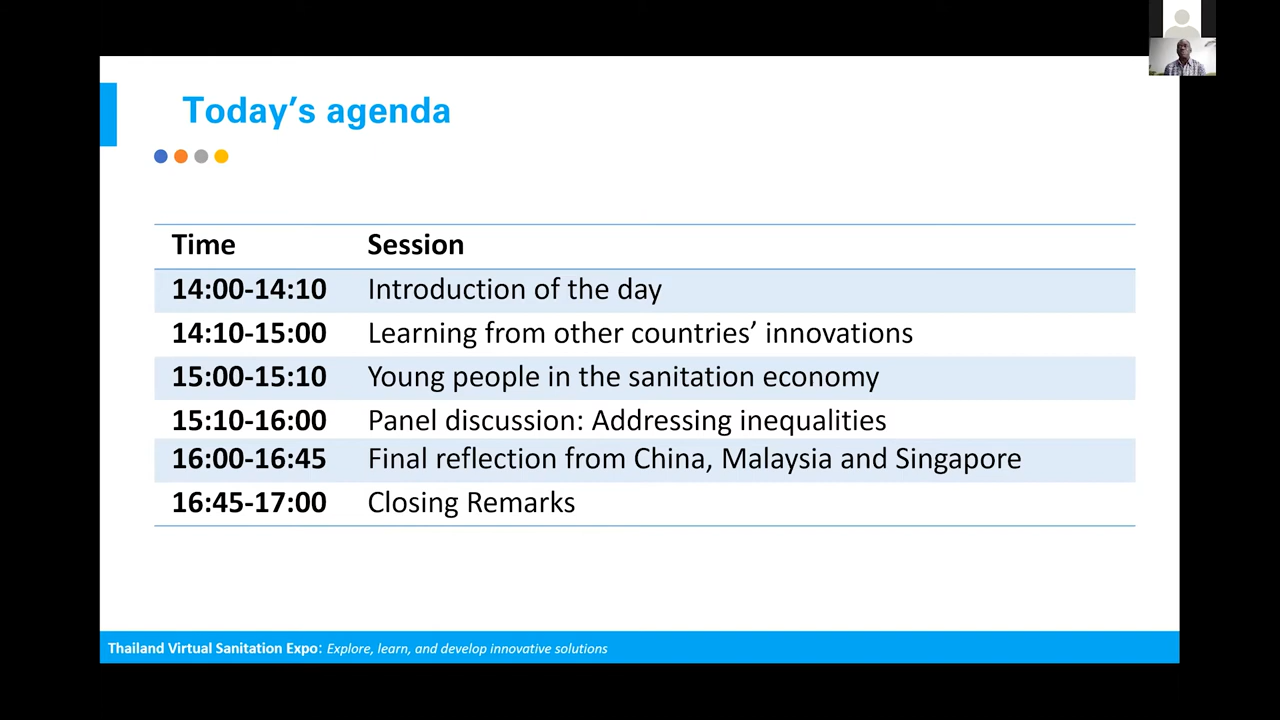 Today’s agenda
Time Session
14:00-14:10 Introduction of the day
14:10-15:00 Learning from other countries’ innovations
15:00-15:10 Young people in the sanitation economy
15:10-16:00 Panel discussion: Addressing inequalities
16:00-16:45 Final reflection from China, Malaysia and Singapore
16:45-17:00 Closing Remarks
Thailand Virtual Sanitation Expo: Explore, learn, and develop innovative solutions